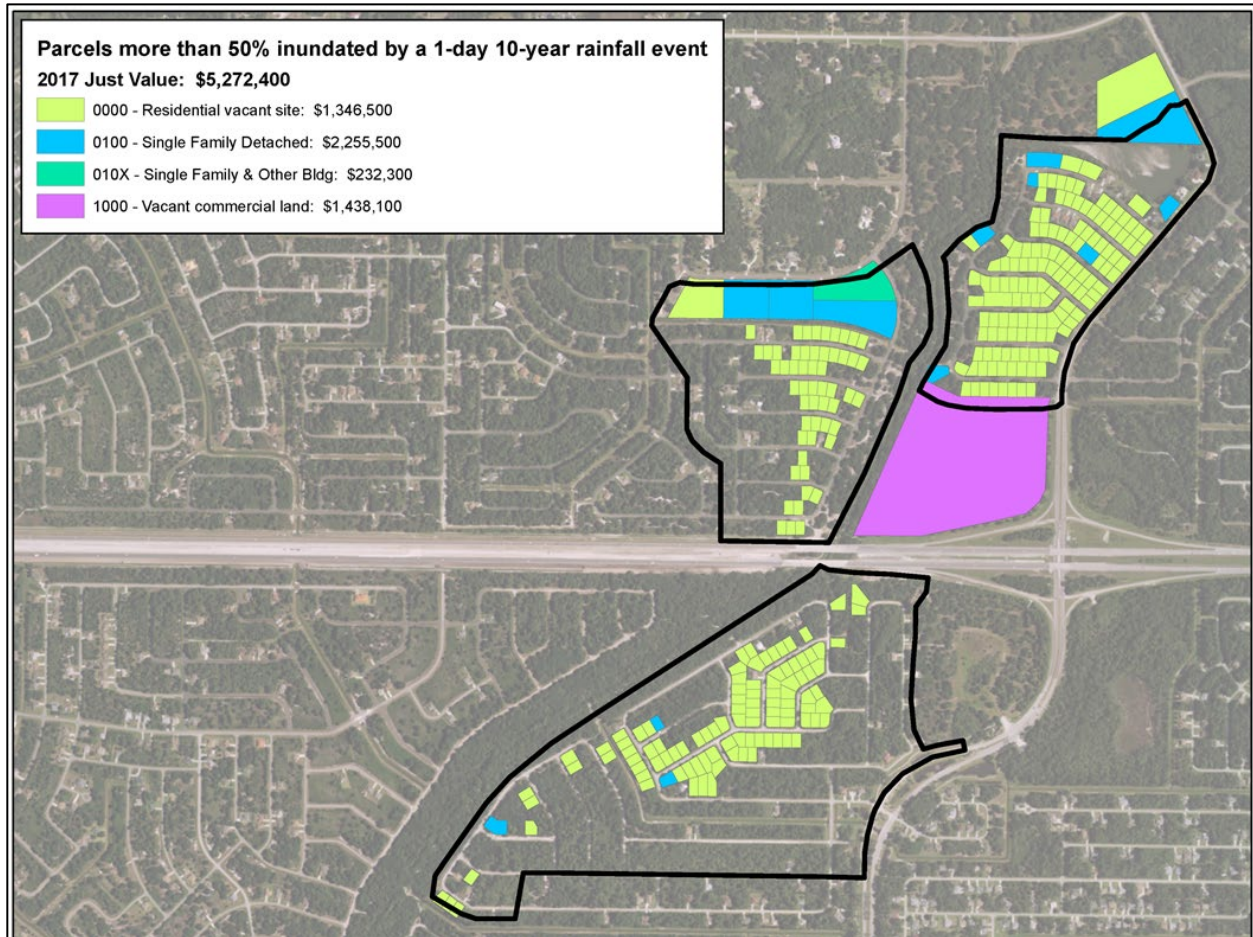 Parcels more than 50% inundated by a 1-day 10-year rainfall event
2017 Just Value: $5,272,400
0000 - Residential vacant site: $1,346,500
0100 - Single Family Detached: $2,255,500
010X - Single Family & Other Bldg: $232,300
1000 - Vacant commercial land: $1,438,100